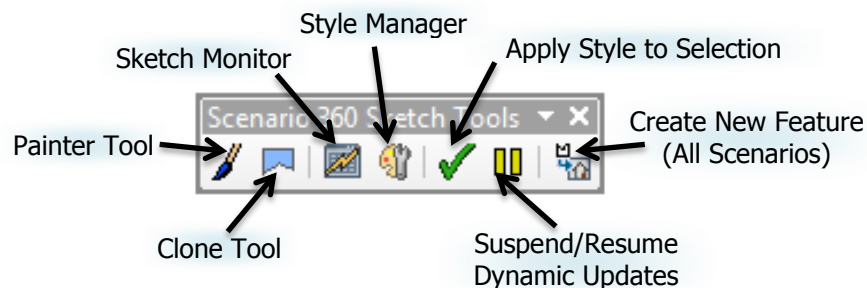 Style Manager
Sketch Monitor
Apply Style to Selection
Scenario 360 Sketch Tools
Painter Tool
Create New Feature
(All Scenarios)
Clone Tool
Suspend/Resume
Dynamic Updates